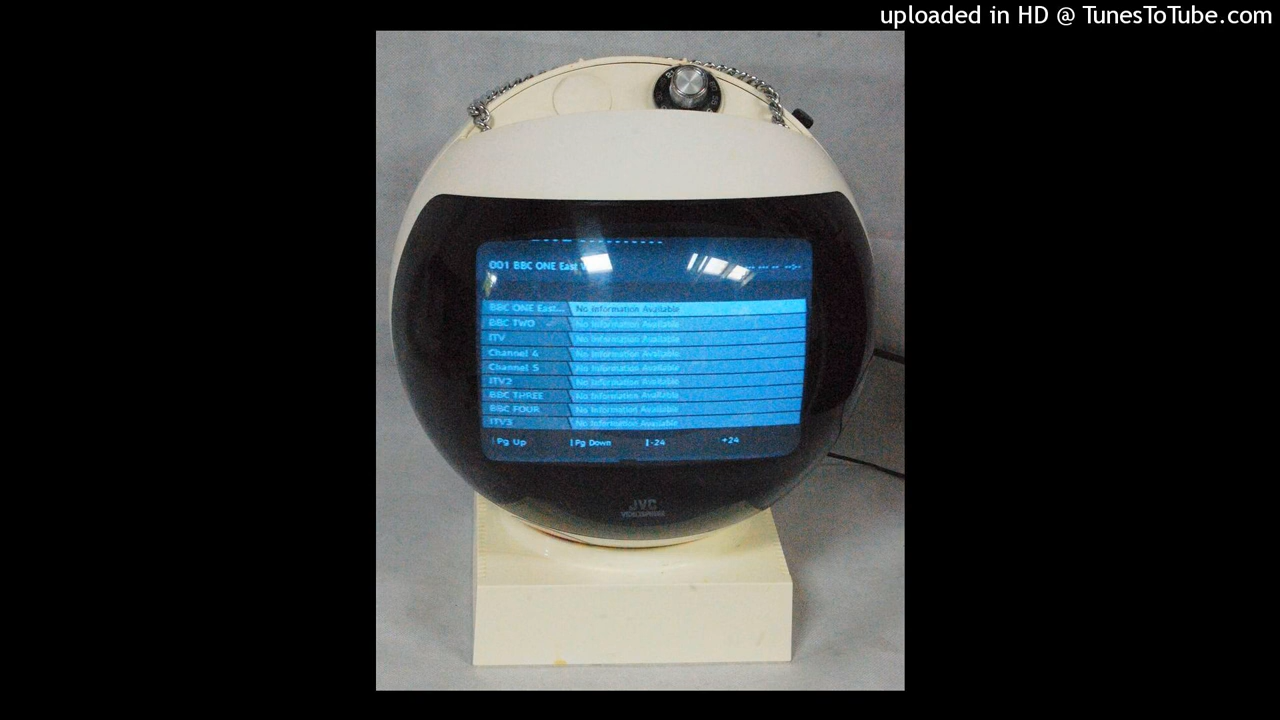 uploaded in HD @ TunesToTube.com
001 BBC ONE East
BBC ONE East... No Information Available
BBC TWO No Information Available
ITV No Information Available
Channel 4 No Information Available
Channel 5 No Information Available
ITV2 No Information Available
BBC THREE No Information Available
BBC FOUR No Information Available
ITV3 No Information Available
Pg Up Pg Down -24 +24
JVC